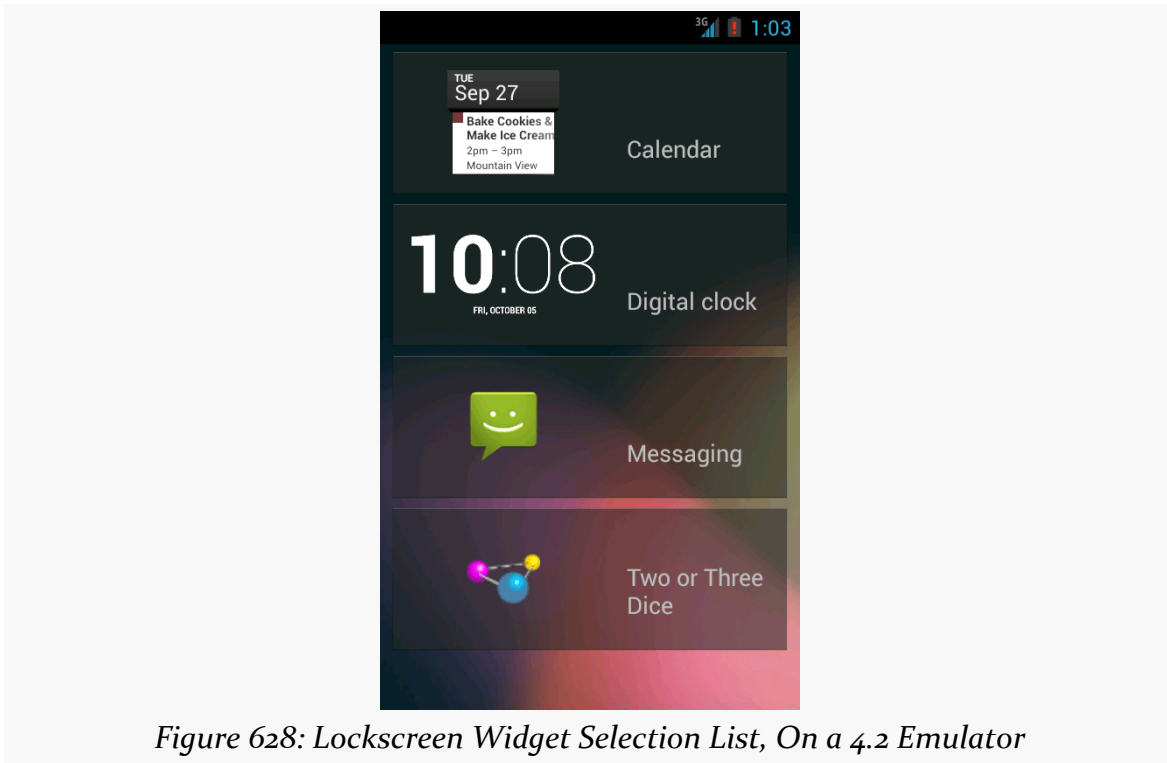 3G 1:03
TUE
Sep 27
Bake Cookies &
Make Ice Cream
2pm – 3pm
Mountain View
Calendar
10:08
FRI, OCTOBER 05
Digital clock
Messaging
Two or Three
Dice
Figure 628: Lockscreen Widget Selection List, On a 4.2 Emulator